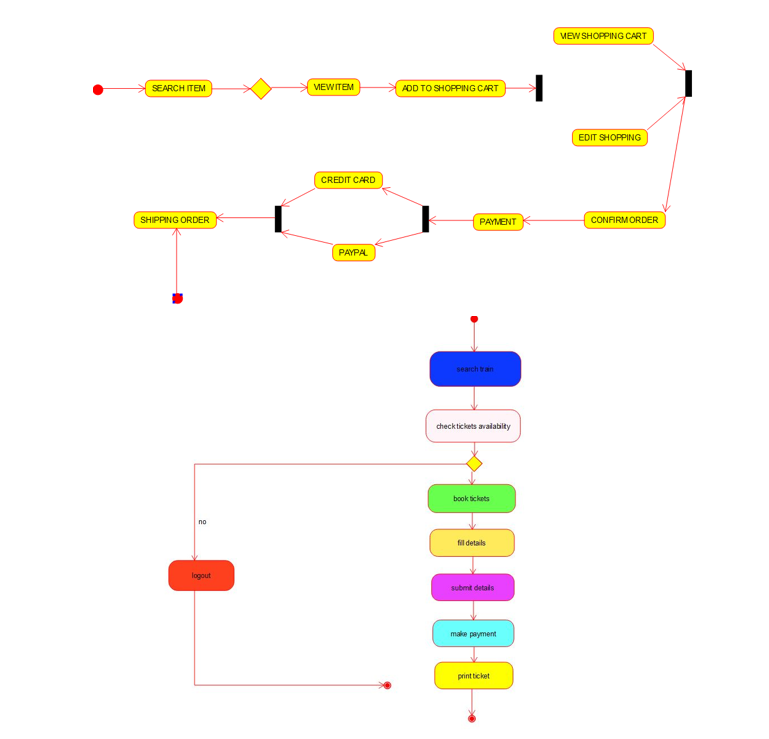 VIEW SHOPPING CART
SEARCH ITEM
VIEW ITEM
ADD TO SHOPPING CART
EDIT SHOPPING
CREDIT CARD
SHIPPING ORDER
PAYMENT
CONFIRM ORDER
PAYPAL
search train
check tickets availability
book tickets
no
fill details
logout
submit details
make payment
print ticket